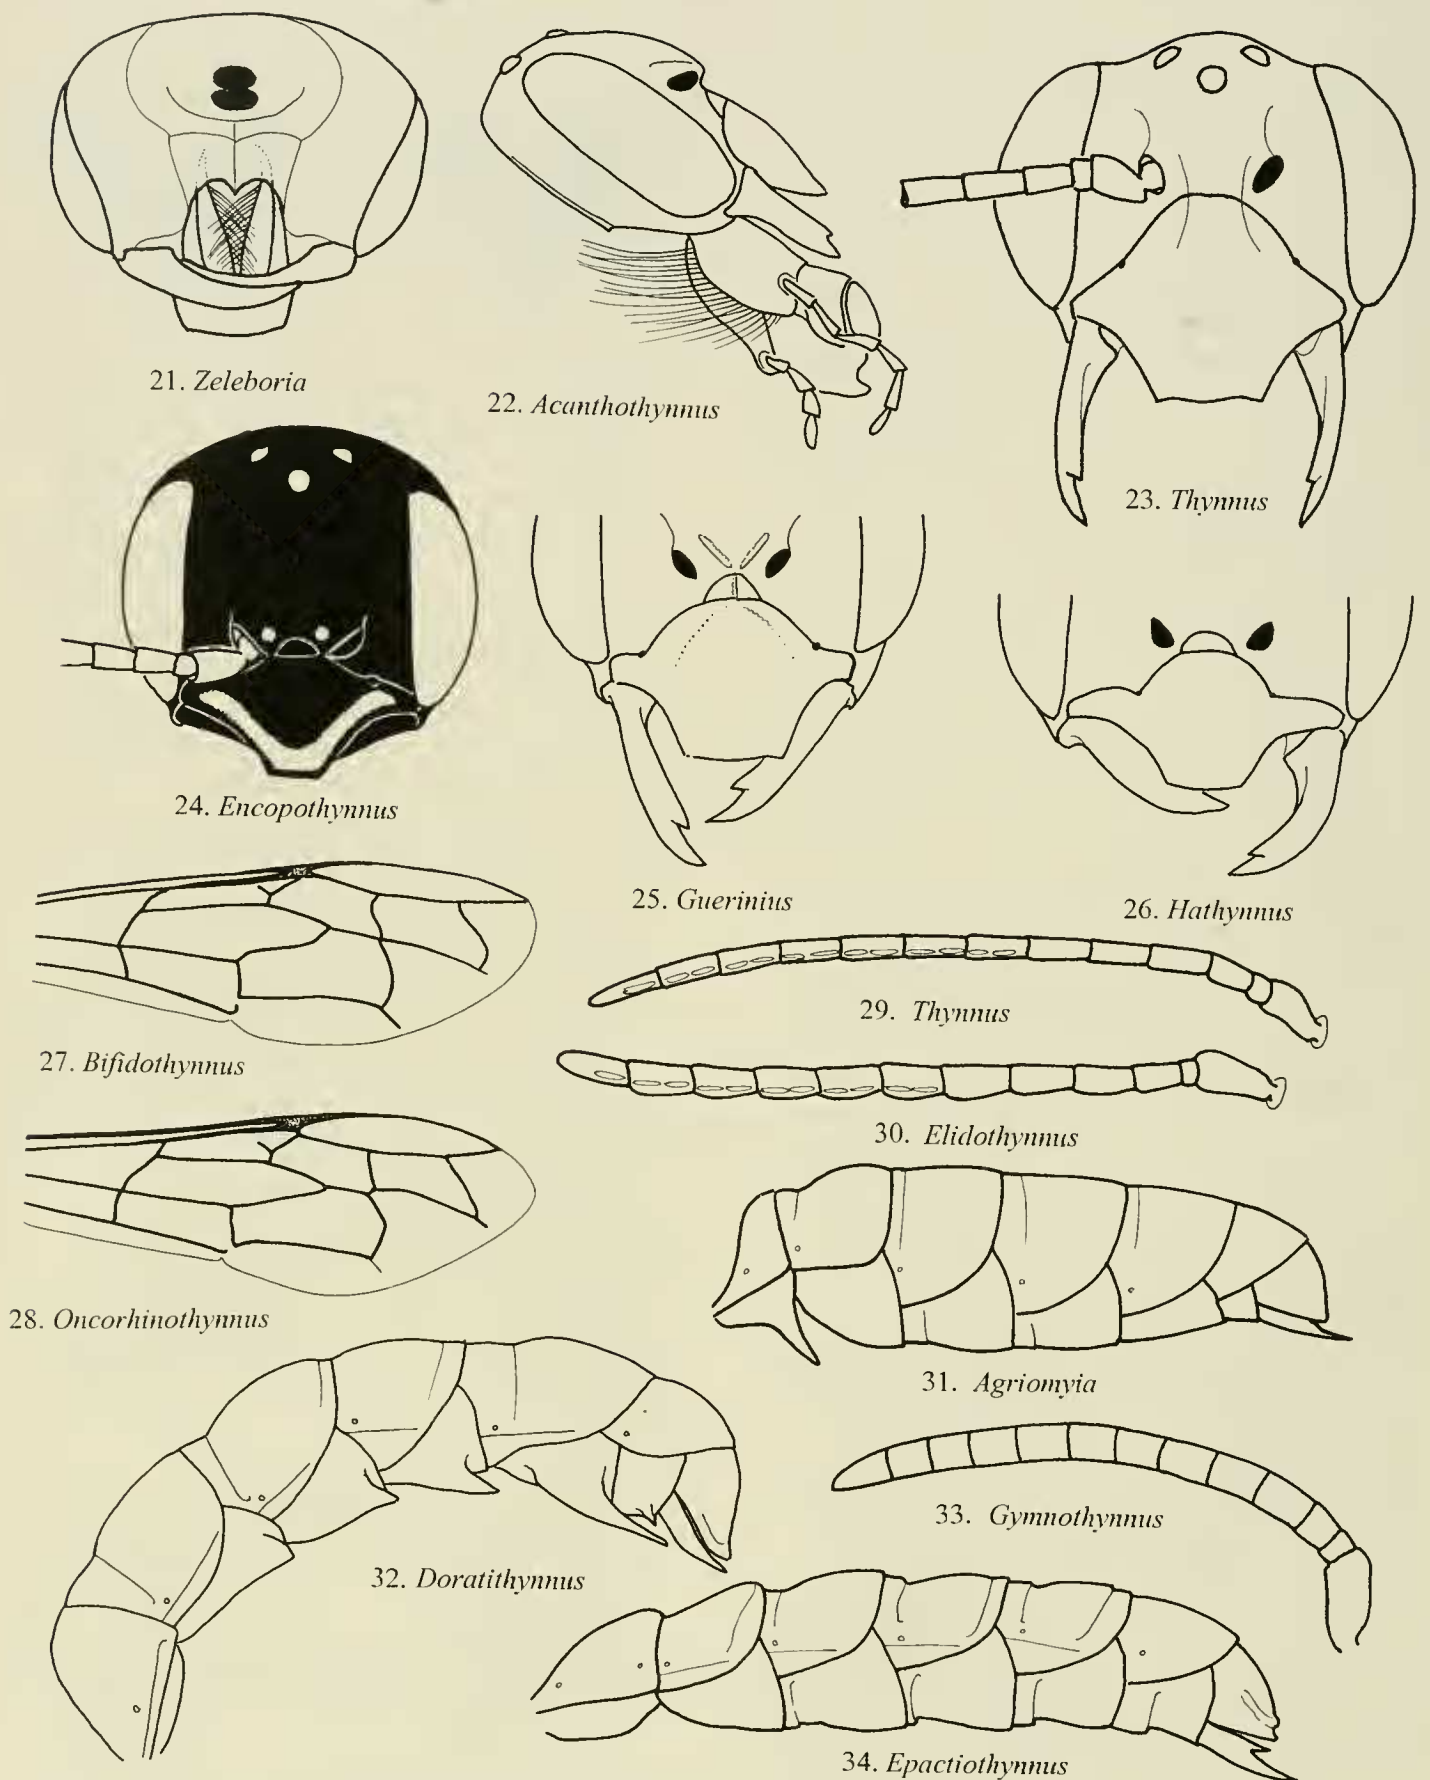 21. Zeleboria
22. Acanthothynnus
23. Thynnus
24. Encopothynnus
25. Guerinius
26. Hathynnus
27. Bifidothynnus
28. Oncorhinothynnus
29. Thynnus
30. Elidothynnus
31. Agriomyia
32. Doratithynnus
33. Gymnothynnus
34. Epactiothynnus